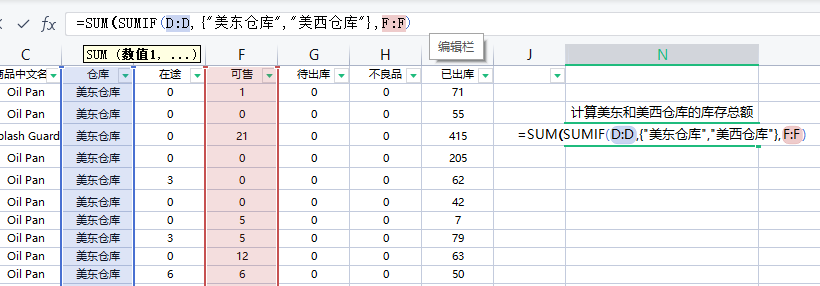 fx =SUM(SUMIF(D:D,{"美东仓库","美西仓库"},F:F)
编辑栏
SUM (数值1, ...)
C D E F G H I J N
商品中文名 仓库 在途 可售 待出库 不良品 已出库
Oil Pan 美东仓库 0 1 0 0 71
Oil Pan 美东仓库 0 0 0 0 55 计算美东和美西仓库的库存总额
plash Guard 美东仓库 0 21 0 0 415 =SUM(SUMIF(D:D,{"美东仓库","美西仓库"},F:F)
Oil Pan 美东仓库 0 0 0 0 205
Oil Pan 美东仓库 3 0 0 0 62
Oil Pan 美东仓库 0 0 0 0 42
Oil Pan 美东仓库 0 5 0 0 7
Oil Pan 美东仓库 3 5 0 0 79
Oil Pan 美东仓库 0 12 0 0 63
Oil Pan 美东仓库 6 6 0 0 50